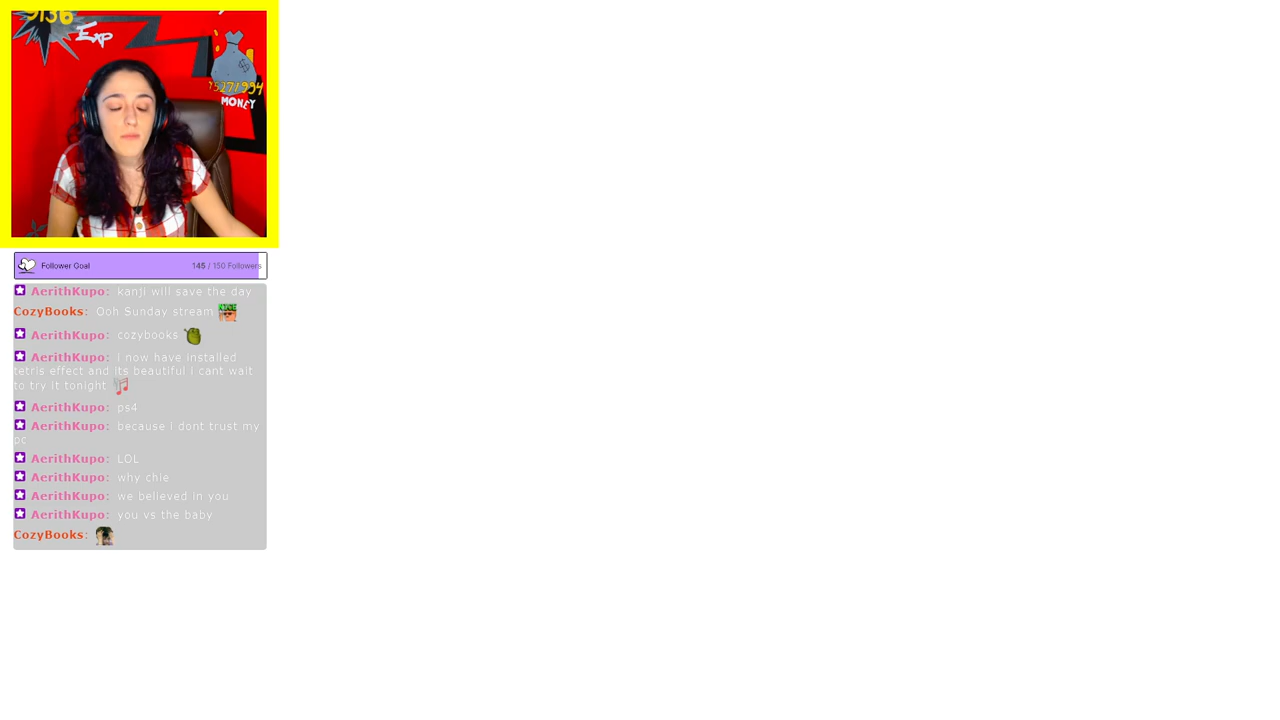 9136
Exp
7527/994
MONEY
Follower Goal 145 / 150 Followers
AerithKupo: kanji will save the day
CozyBooks: Ooh Sunday stream
AerithKupo: cozybooks
AerithKupo: i now have installed
tetris effect and its beautiful i cant wait
to try it tonight
AerithKupo: ps4
AerithKupo: because i dont trust my
pc
AerithKupo: LOL
AerithKupo: why chie
AerithKupo: we believed in you
AerithKupo: you vs the baby
CozyBooks: